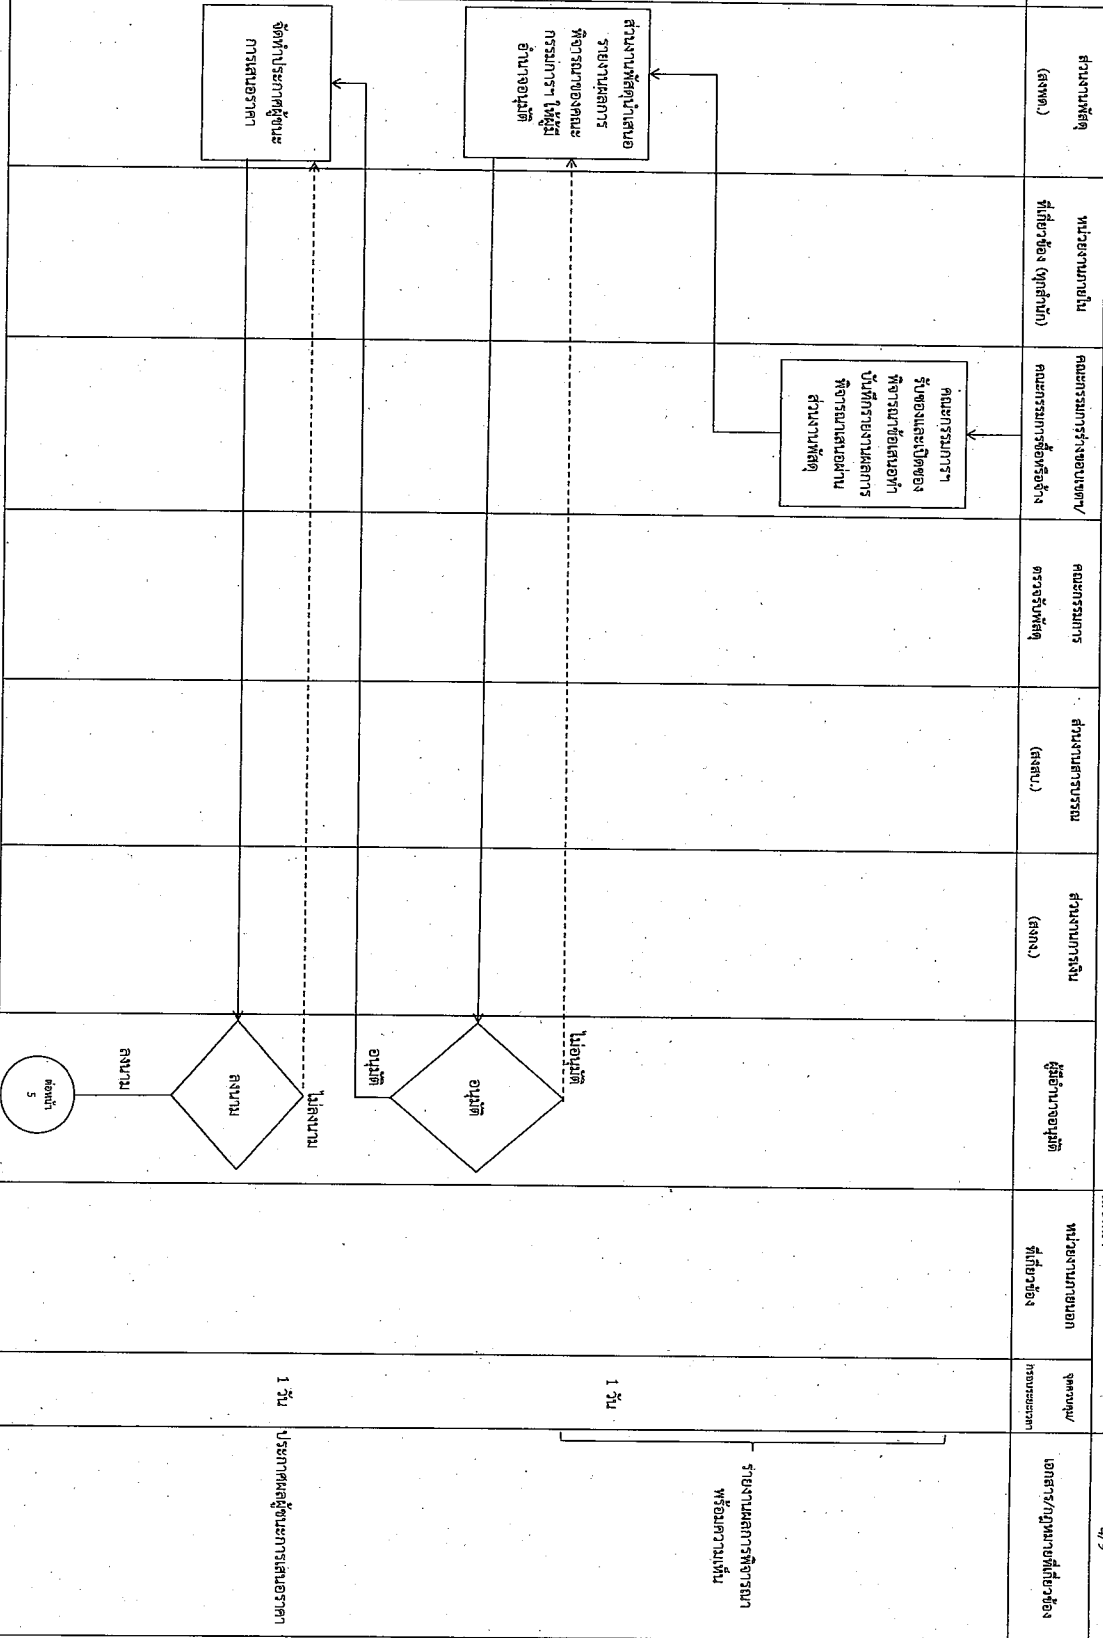 4/9
ส่วนงานพัสดุ
(สงพด.)
หน่วยงานภายใน
ที่เกี่ยวข้อง (ทุกสำนัก)
คณะกรรมการร่างขอบเขตฯ/
คณะกรรมการซื้อหรือจ้าง
คณะกรรมการ
ตรวจรับพัสดุ
ส่วนงานสารบรรณ
(สงสบ.)
ส่วนงานการเงิน
(สงกง.)
ผู้มีอำนาจอนุมัติ
หน่วยงานภายนอก
ที่เกี่ยวข้อง
จุดควบคุม/
กรอบระยะเวลา
เอกสาร/กฎหมายที่เกี่ยวข้อง
คณะกรรมการฯ
รับซองและเปิดซอง
พิจารณาข้อเสนอทำ
บันทึกรายงานผลการ
พิจารณาเสนอผ่าน
ส่วนงานพัสดุ
รายงานผลการพิจารณา
พร้อมความเห็น
ส่วนงานพัสดุนำเสนอ
รายงานผลการ
พิจารณาของคณะ
กรรมการฯ ให้ผู้มี
อำนาจอนุมัติ
ไม่อนุมัติ
1 วัน
อนุมัติ
อนุมัติ
จัดทำประกาศผู้ชนะ
การเสนอราคา
ไม่ลงนาม
1 วัน
ประกาศผลผู้ชนะการเสนอราคา
ลงนาม
ลงนาม
ต่อหน้า
5